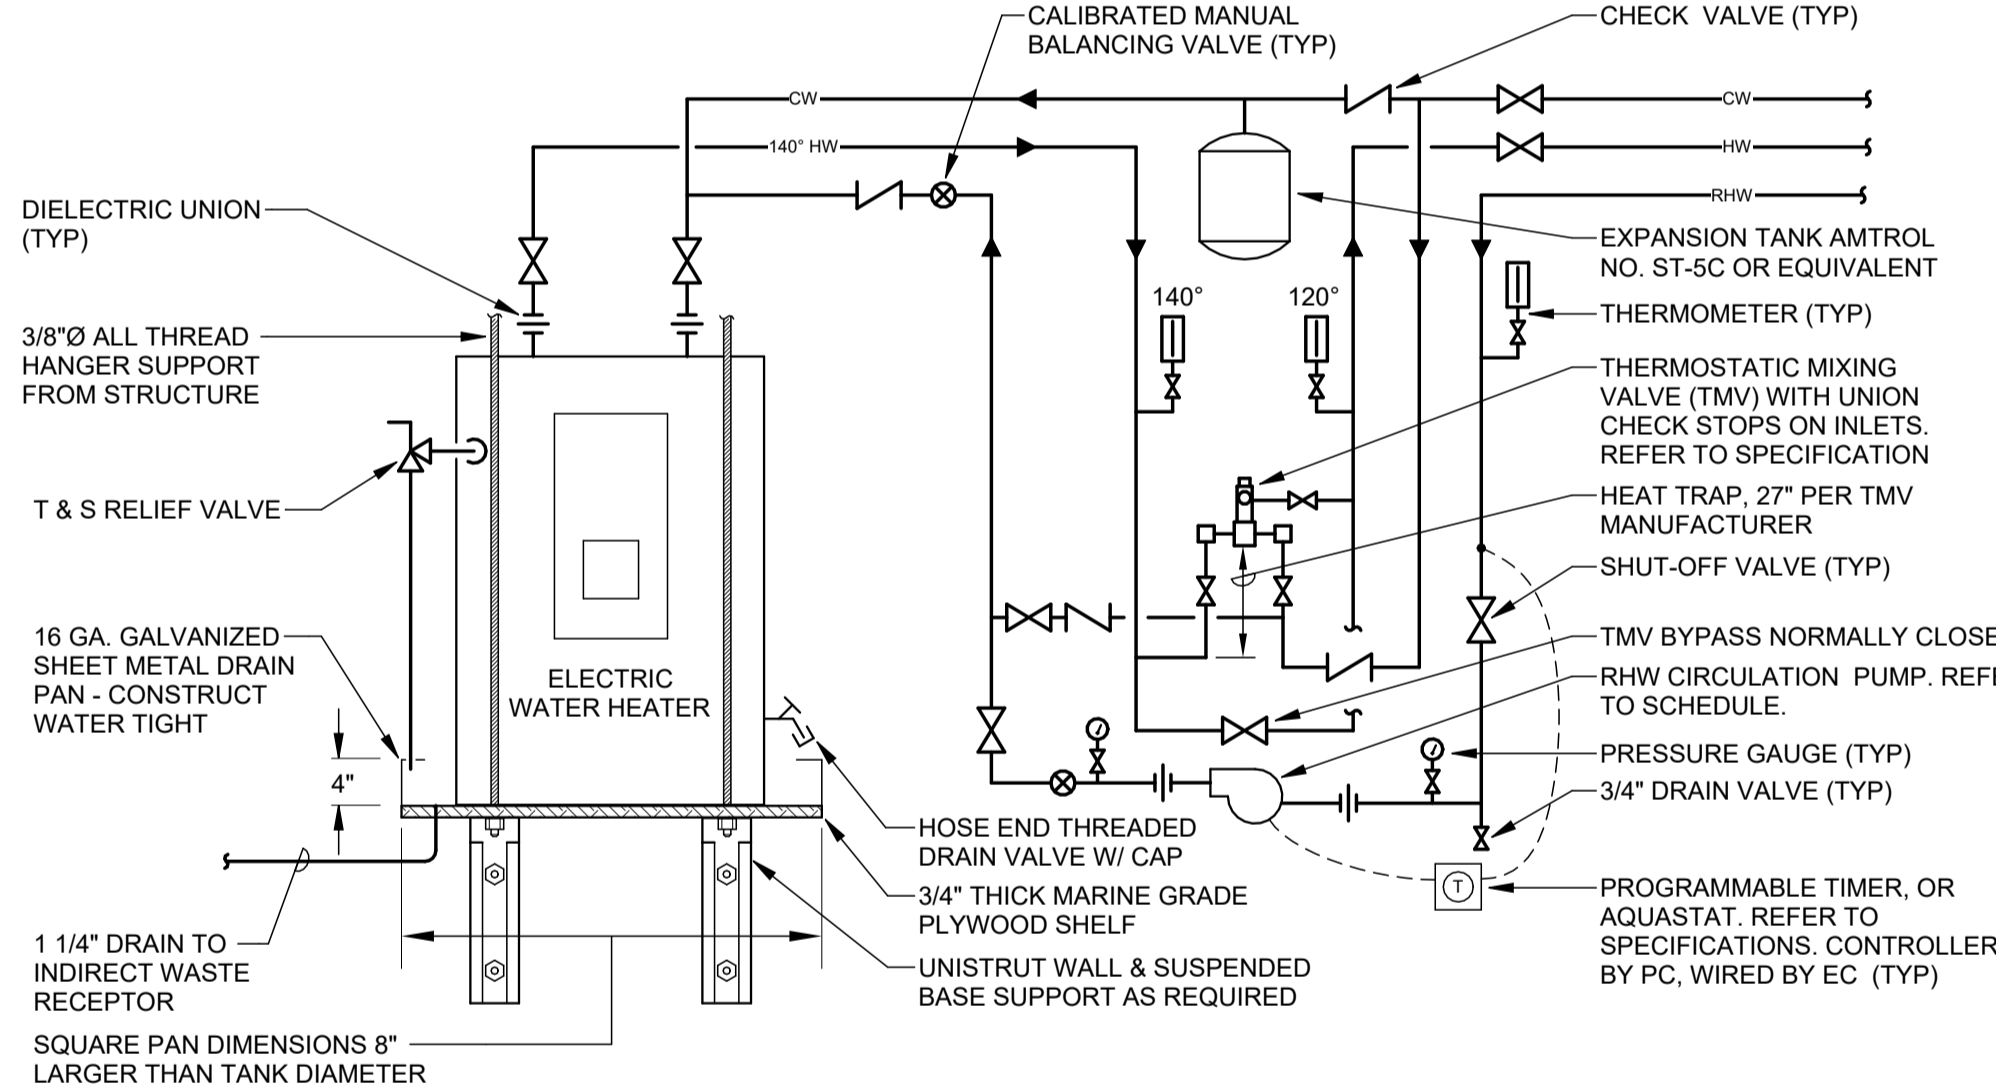 CALIBRATED MANUAL
BALANCING VALVE (TYP)
CHECK VALVE (TYP)
CW
CW
140° HW
HW
RHW
DIELECTRIC UNION
(TYP)
EXPANSION TANK AMTROL
NO. ST-5C OR EQUIVALENT
140°
120°
THERMOMETER (TYP)
3/8"Ø ALL THREAD
HANGER SUPPORT
FROM STRUCTURE
THERMOSTATIC MIXING
VALVE (TMV) WITH UNION
CHECK STOPS ON INLETS.
REFER TO SPECIFICATION
T & S RELIEF VALVE
HEAT TRAP, 27" PER TMV
MANUFACTURER
SHUT-OFF VALVE (TYP)
16 GA. GALVANIZED
SHEET METAL DRAIN
PAN - CONSTRUCT
WATER TIGHT
ELECTRIC
WATER HEATER
TMV BYPASS NORMALLY CLOSE
RHW CIRCULATION PUMP. REFE
TO SCHEDULE.
4"
PRESSURE GAUGE (TYP)
3/4" DRAIN VALVE (TYP)
HOSE END THREADED
DRAIN VALVE W/ CAP
3/4" THICK MARINE GRADE
PLYWOOD SHELF
T
PROGRAMMABLE TIMER, OR
AQUASTAT. REFER TO
SPECIFICATIONS. CONTROLLER
BY PC, WIRED BY EC (TYP)
1 1/4" DRAIN TO
INDIRECT WASTE
RECEPTOR
UNISTRUT WALL & SUSPENDED
BASE SUPPORT AS REQUIRED
SQUARE PAN DIMENSIONS 8"
LARGER THAN TANK DIAMETER